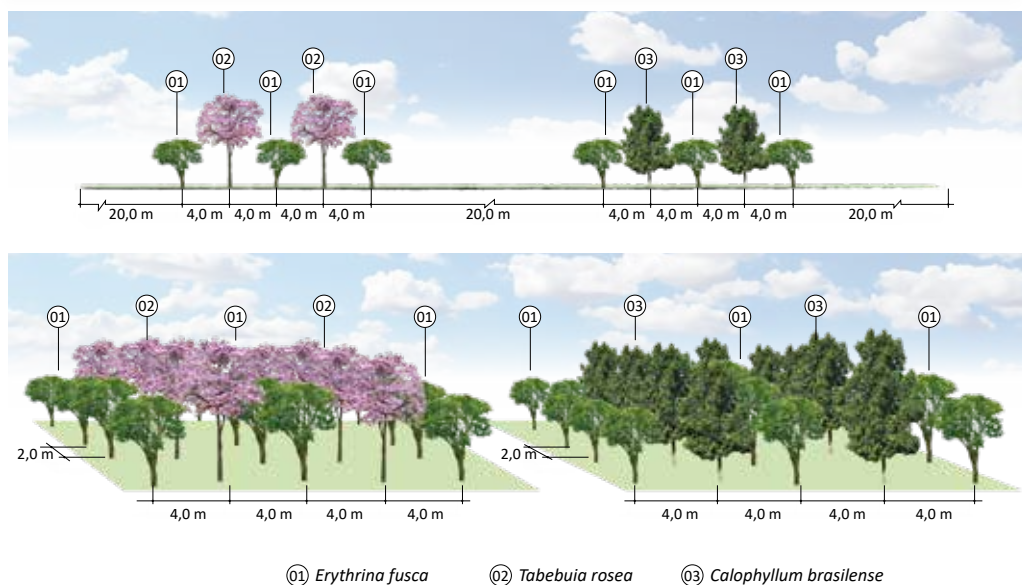 02 02 03 03
01 01 01 01 01 01
20,0 m 4,0 m 4,0 m 4,0 m 4,0 m 20,0 m 4,0 m 4,0 m 4,0 m 4,0 m 20,0 m
01 02 01 02 01 01 03 01 03 01
2,0 m 2,0 m
4,0 m 4,0 m 4,0 m 4,0 m 4,0 m 4,0 m 4,0 m 4,0 m
01 Erythrina fusca 02 Tabebuia rosea 03 Calophyllum brasilense